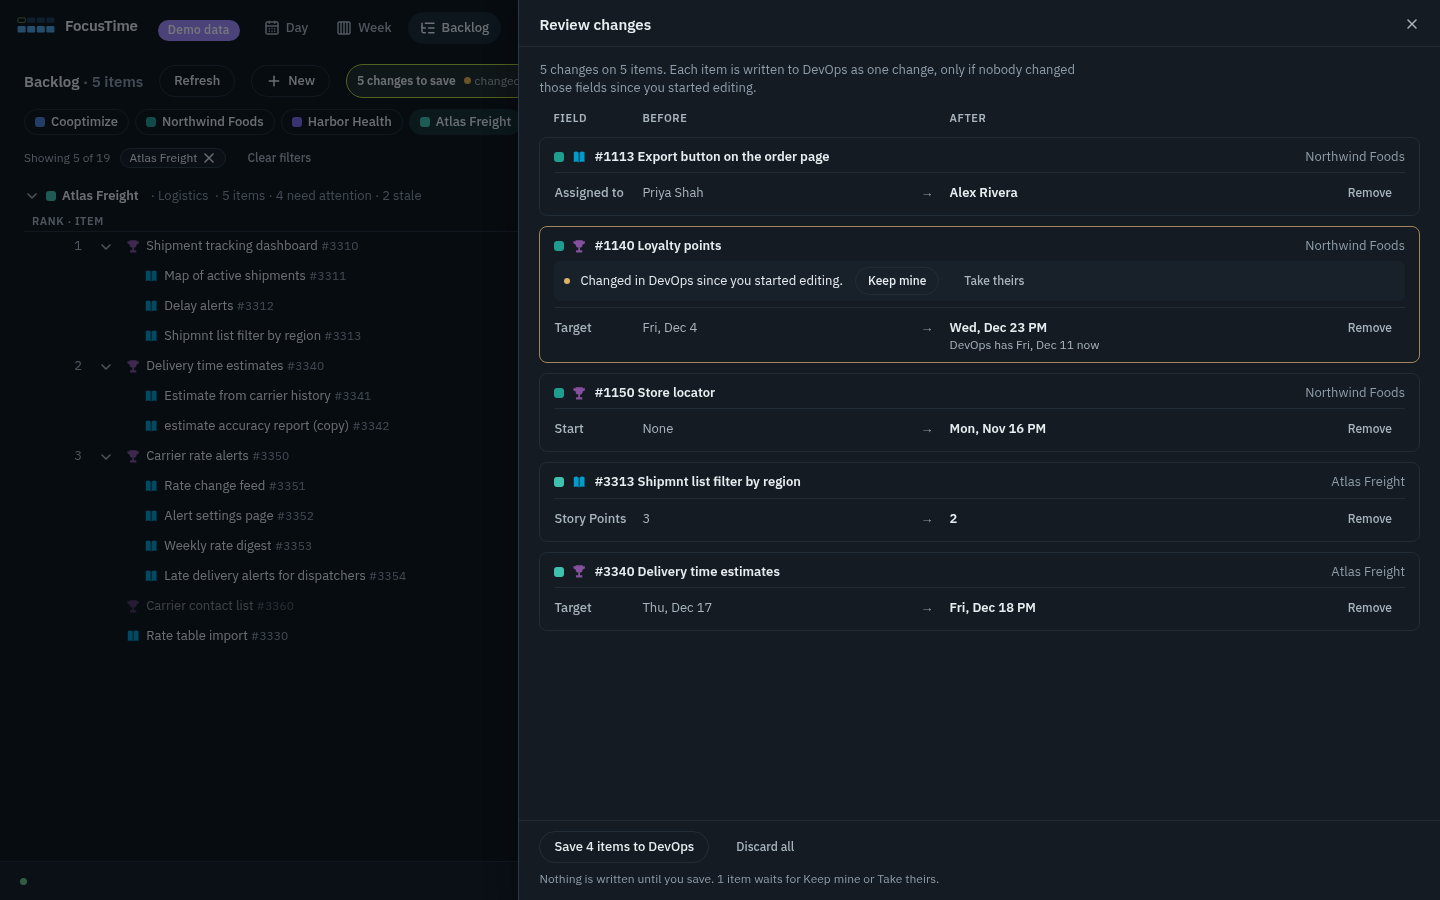 FocusTime
Demo data
Day
Week
Backlog
Backlog · 5 items
Refresh
New
5 changes to save
changed
Cooptimize
Northwind Foods
Harbor Health
Atlas Freight
Showing 5 of 19
Atlas Freight
Clear filters
Atlas Freight · Logistics · 5 items · 4 need attention · 2 stale
RANK · ITEM
1 Shipment tracking dashboard #3310
Map of active shipments #3311
Delay alerts #3312
Shipmnt list filter by region #3313
2 Delivery time estimates #3340
Estimate from carrier history #3341
estimate accuracy report (copy) #3342
3 Carrier rate alerts #3350
Rate change feed #3351
Alert settings page #3352
Weekly rate digest #3353
Late delivery alerts for dispatchers #3354
Carrier contact list #3360
Rate table import #3330
Review changes
5 changes on 5 items. Each item is written to DevOps as one change, only if nobody changed
those fields since you started editing.
FIELD BEFORE AFTER
#1113 Export button on the order page Northwind Foods
Assigned to Priya Shah → Alex Rivera Remove
#1140 Loyalty points Northwind Foods
Changed in DevOps since you started editing. Keep mine Take theirs
Target Fri, Dec 4 → Wed, Dec 23 PM Remove
DevOps has Fri, Dec 11 now
#1150 Store locator Northwind Foods
Start None → Mon, Nov 16 PM Remove
#3313 Shipmnt list filter by region Atlas Freight
Story Points 3 → 2 Remove
#3340 Delivery time estimates Atlas Freight
Target Thu, Dec 17 → Fri, Dec 18 PM Remove
Save 4 items to DevOps Discard all
Nothing is written until you save. 1 item waits for Keep mine or Take theirs.